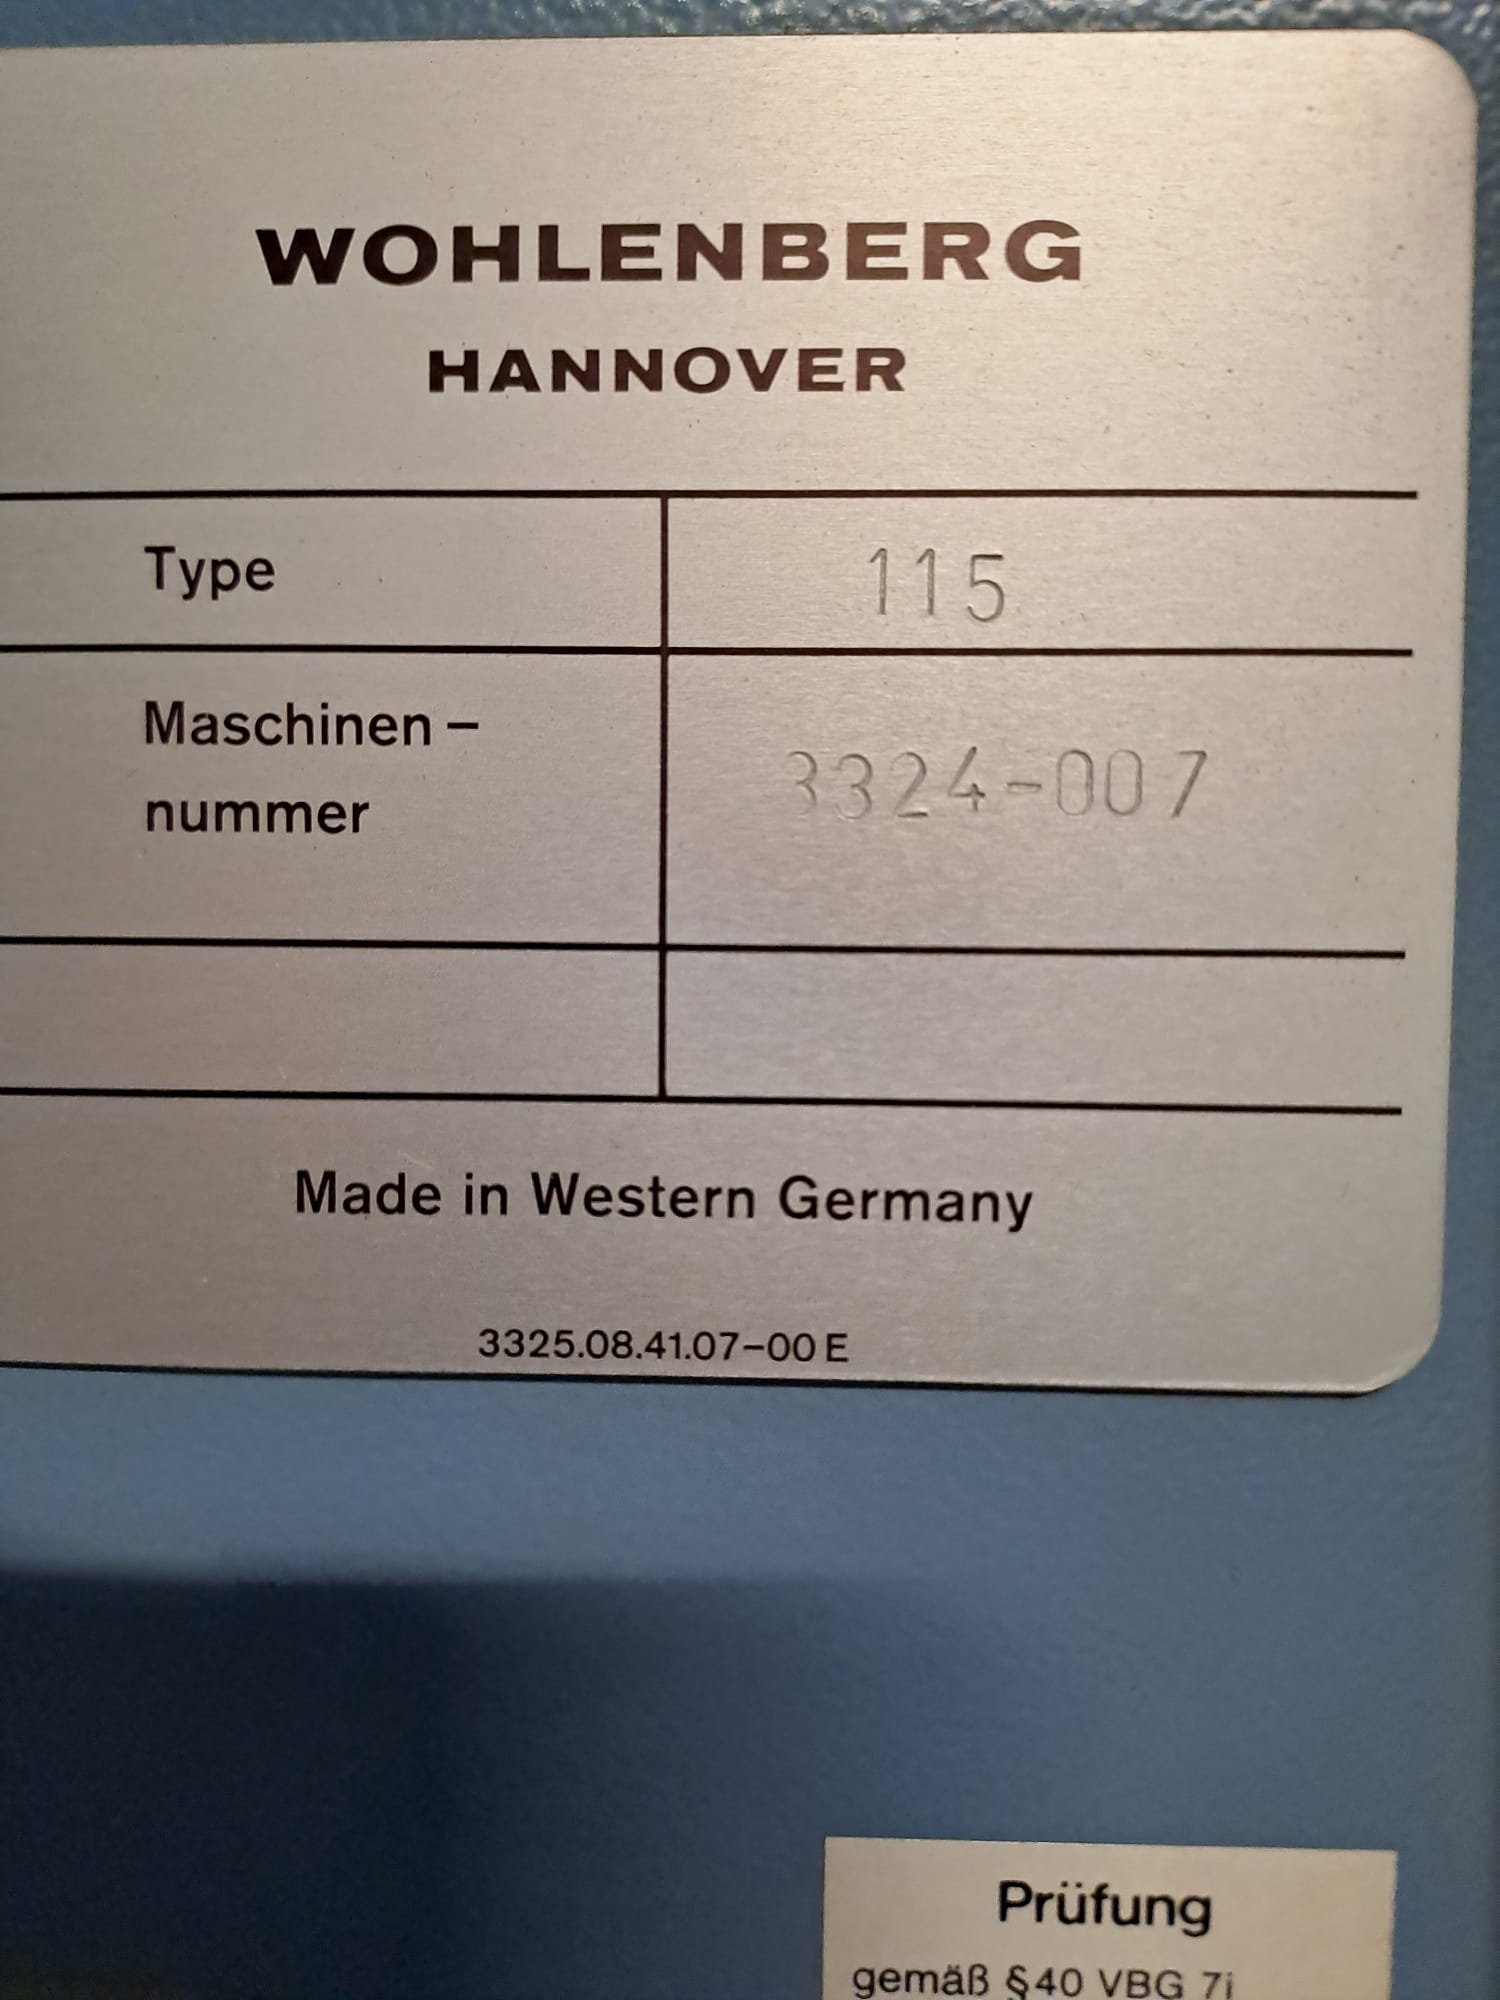 WOHLENBERG
HANNOVER
Type 115
Maschinen –
nummer
3324-007
Made in Western Germany
3325.08.41.07–00 E
Prüfung
gemäß §40 VBG 7i